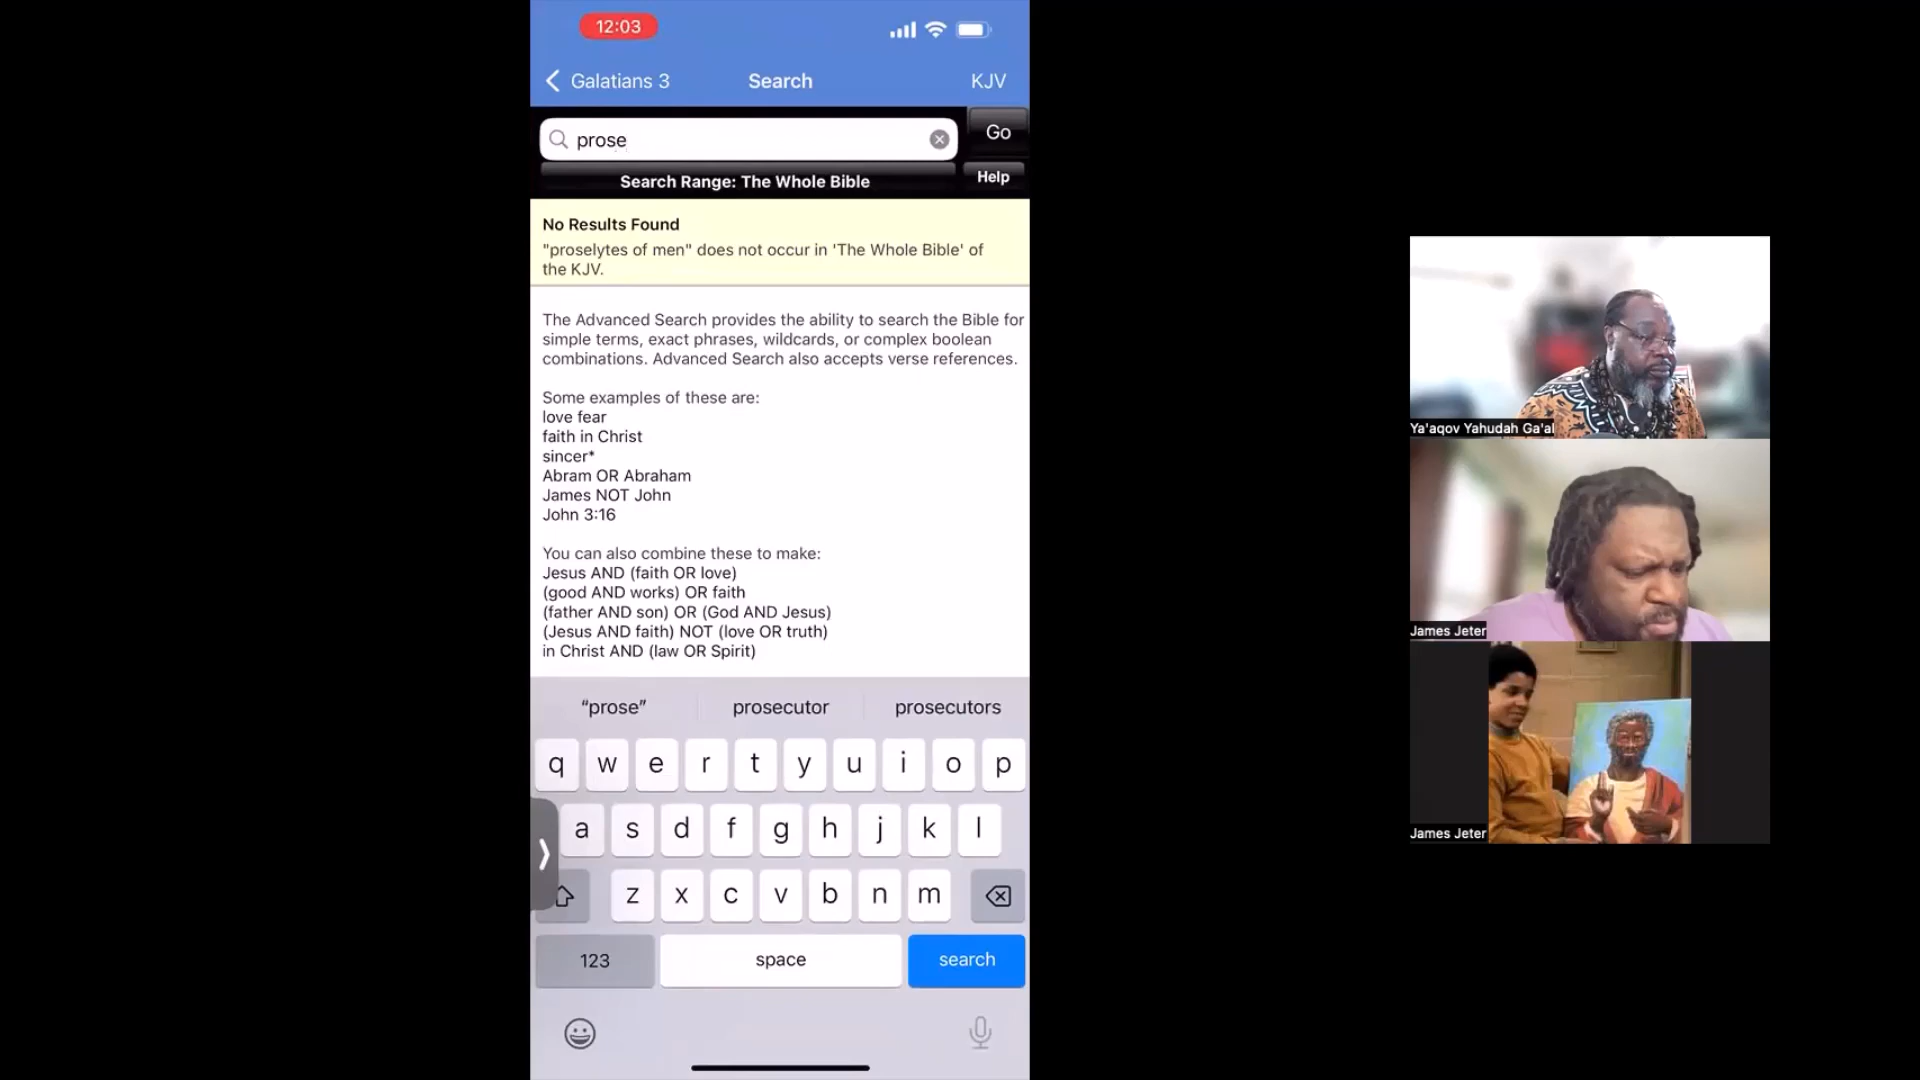 12:03
Galatians 3
Search
KJV
prose
Go
Search Range: The Whole Bible
Help
No Results Found
"proselytes of men" does not occur in 'The Whole Bible' of
the KJV.
The Advanced Search provides the ability to search the Bible for
simple terms, exact phrases, wildcards, or complex boolean
combinations. Advanced Search also accepts verse references.
Some examples of these are:
love fear
faith in Christ
sincer*
Abram OR Abraham
James NOT John
John 3:16
You can also combine these to make:
Jesus AND (faith OR love)
(good AND works) OR faith
(father AND son) OR (God AND Jesus)
(Jesus AND faith) NOT (love OR truth)
in Christ AND (law OR Spirit)
“prose” prosecutor prosecutors
q w e r t y u i o p
a s d f g h j k l
z x c v b n m
123 space search
Ya'aqov Yahudah Ga'al
James Jeter
James Jeter